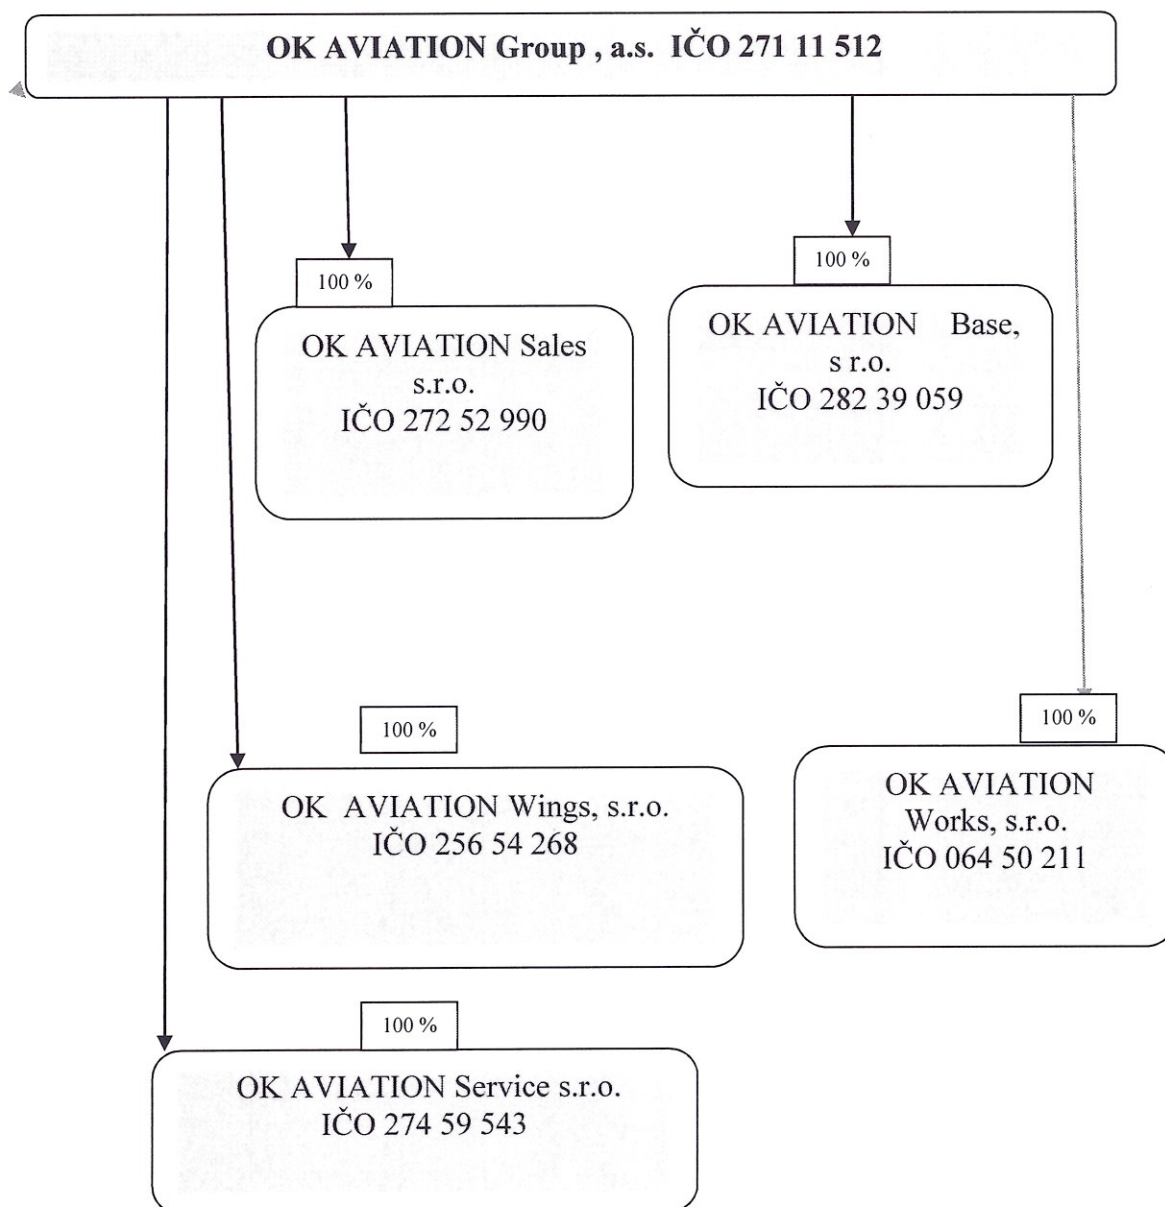 OK AVIATION Group , a.s. IČO 271 11 512
100 %
OK AVIATION Sales
s.r.o.
IČO 272 52 990
100 %
OK AVIATION Base,
s r.o.
IČO 282 39 059
100 %
OK AVIATION Wings, s.r.o.
IČO 256 54 268
100 %
OK AVIATION
Works, s.r.o.
IČO 064 50 211
100 %
OK AVIATION Service s.r.o.
IČO 274 59 543